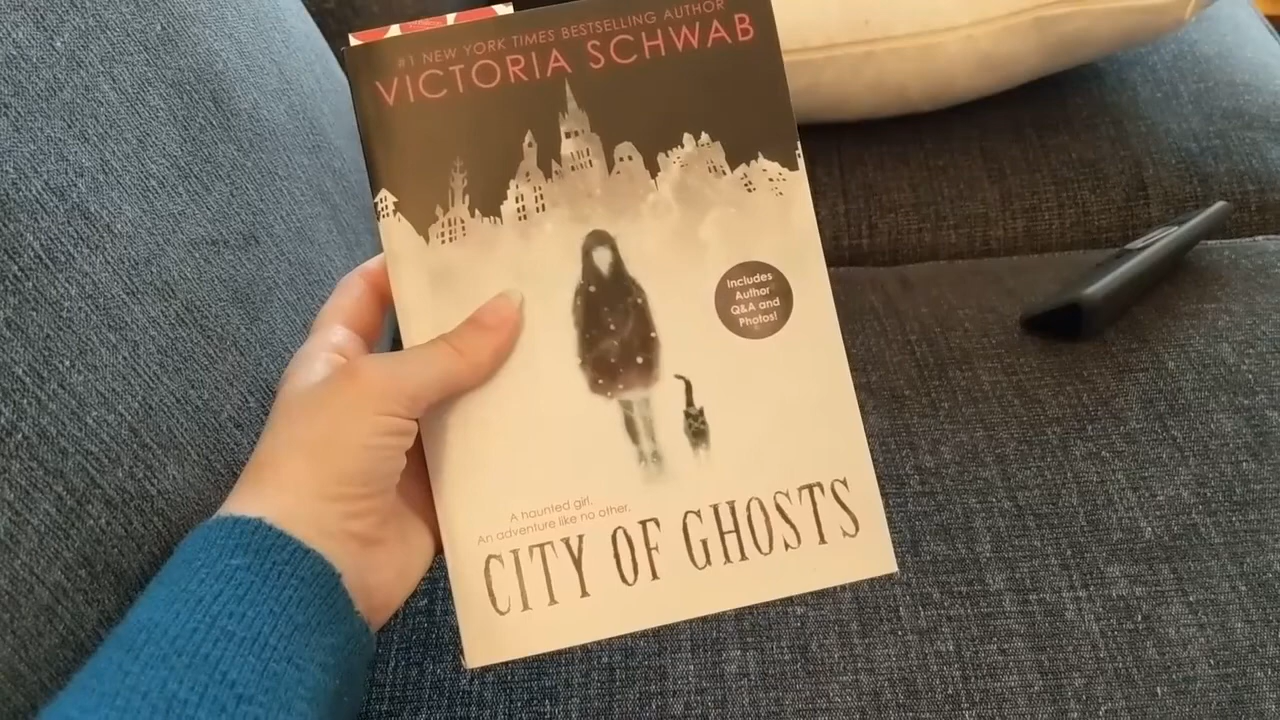 #1 NEW YORK TIMES BESTSELLING AUTHOR
VICTORIA SCHWAB
Includes
Author
Q&A and
Photos!
A haunted girl.
An adventure like no other.
CITY OF GHOSTS